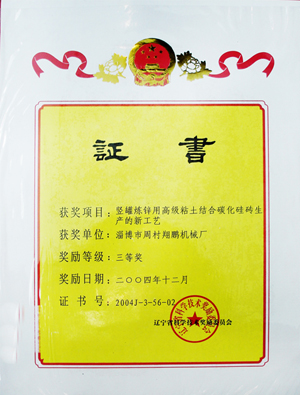 証書
获奖项目：竖罐炼锌用高级粘土结合碳化硅砖生
产的新工艺
获奖单位：淄博市周村翔鹏机械厂
奖励等级：三等奖
奖励日期：二〇〇四年十二月
证书号：2004J-3-56-02
辽宁省科学技术奖励委员会